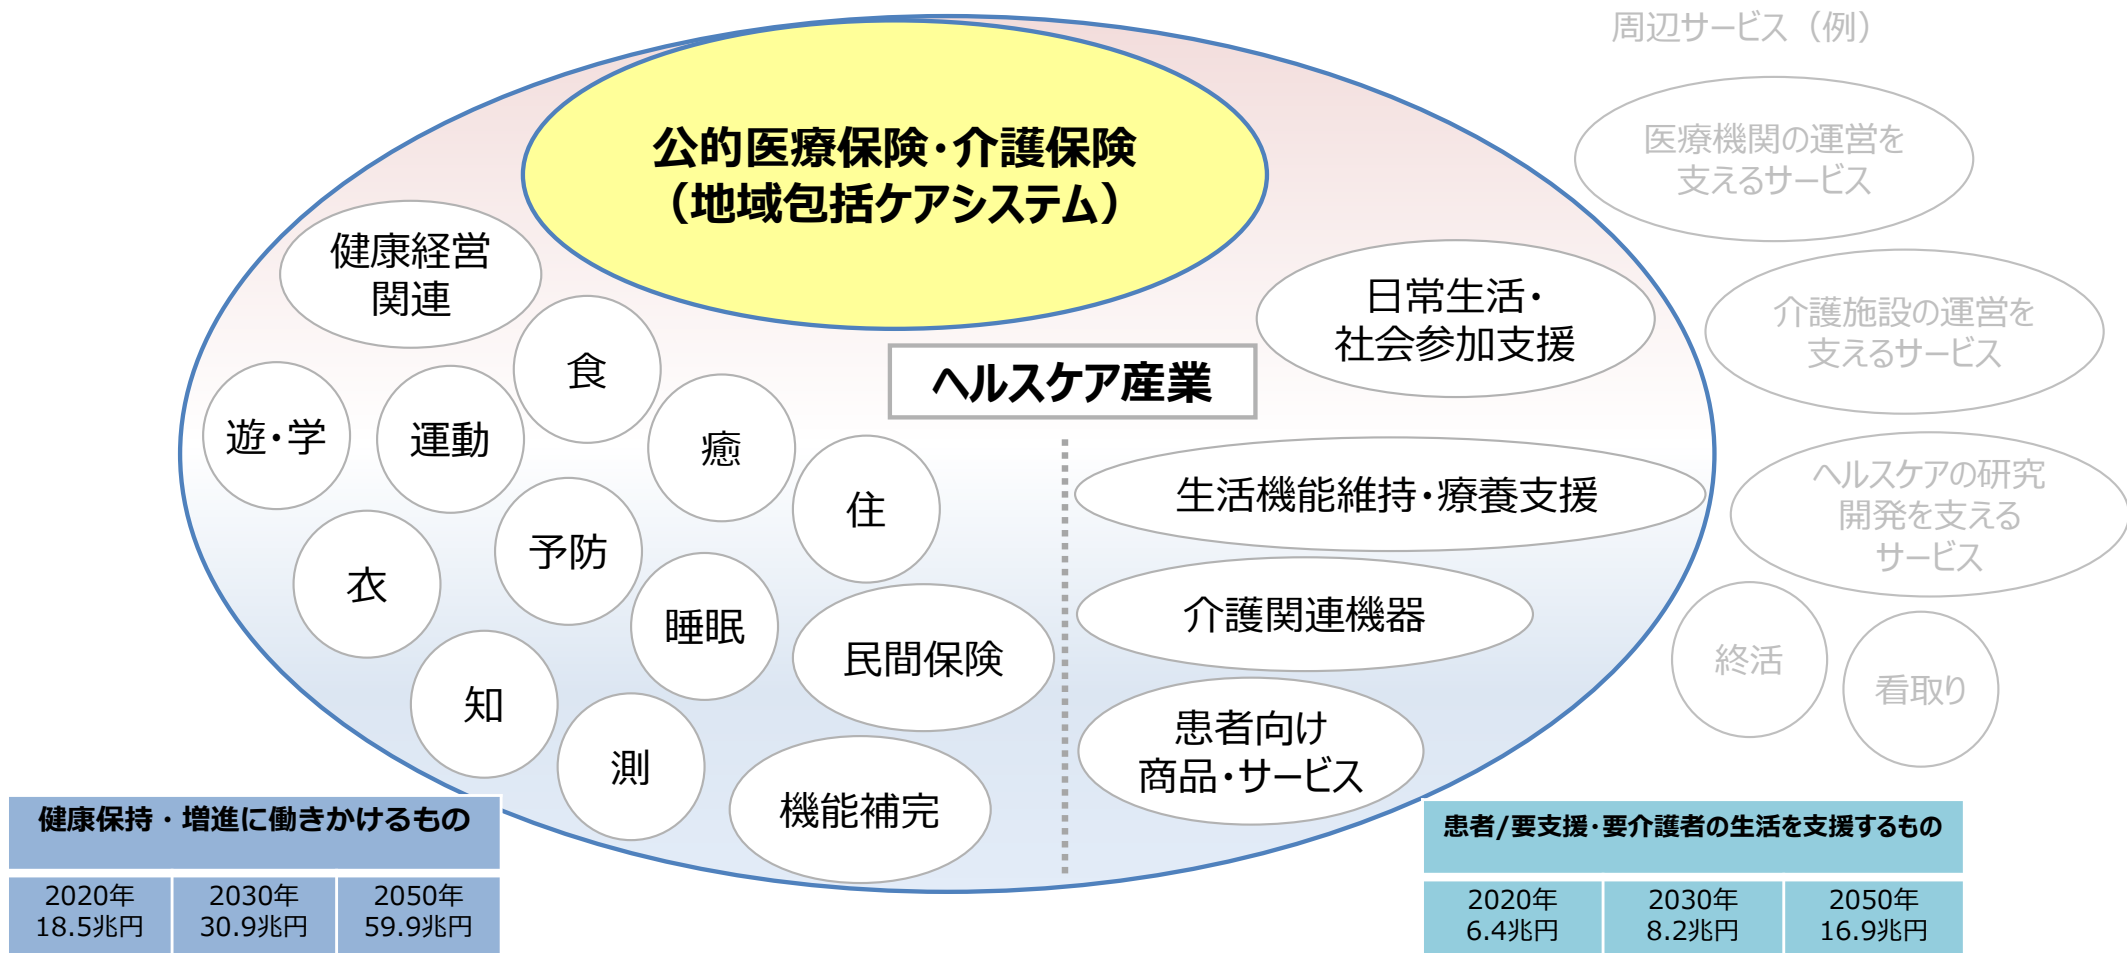 周辺サービス（例）
公的医療保険・介護保険
（地域包括ケアシステム）
医療機関の運営を
支えるサービス
健康経営
関連
日常生活・
社会参加支援
介護施設の運営を
支えるサービス
食
ヘルスケア産業
遊・学
運動
癒
住
生活機能維持・療養支援
ヘルスケアの研究
開発を支える
サービス
衣
予防
睡眠
民間保険
介護関連機器
終活
看取り
知
測
機能補完
患者向け
商品・サービス
健康保持・増進に働きかけるもの
2020年
18.5兆円
2030年
30.9兆円
2050年
59.9兆円
患者/要支援・要介護者の生活を支援するもの
2020年
6.4兆円
2030年
8.2兆円
2050年
16.9兆円